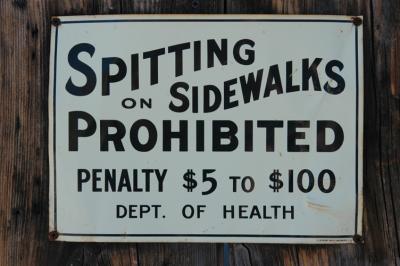 SPITTING
ON SIDEWALKS
PROHIBITED
PENALTY $5 TO $100
DEPT. OF HEALTH